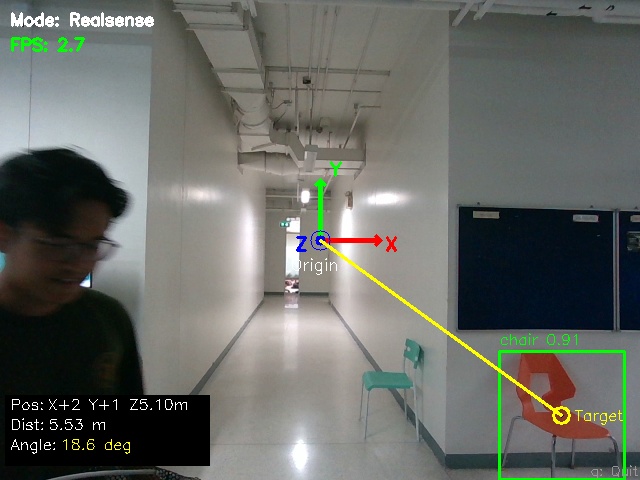 Mode: Realsense
FPS: 2.7
Y
Z
X
Origin
chair 0.91
Target
Pos: X+2 Y+1 Z5.10m
Dist: 5.53 m
Angle: 18.6 deg
q: Quit